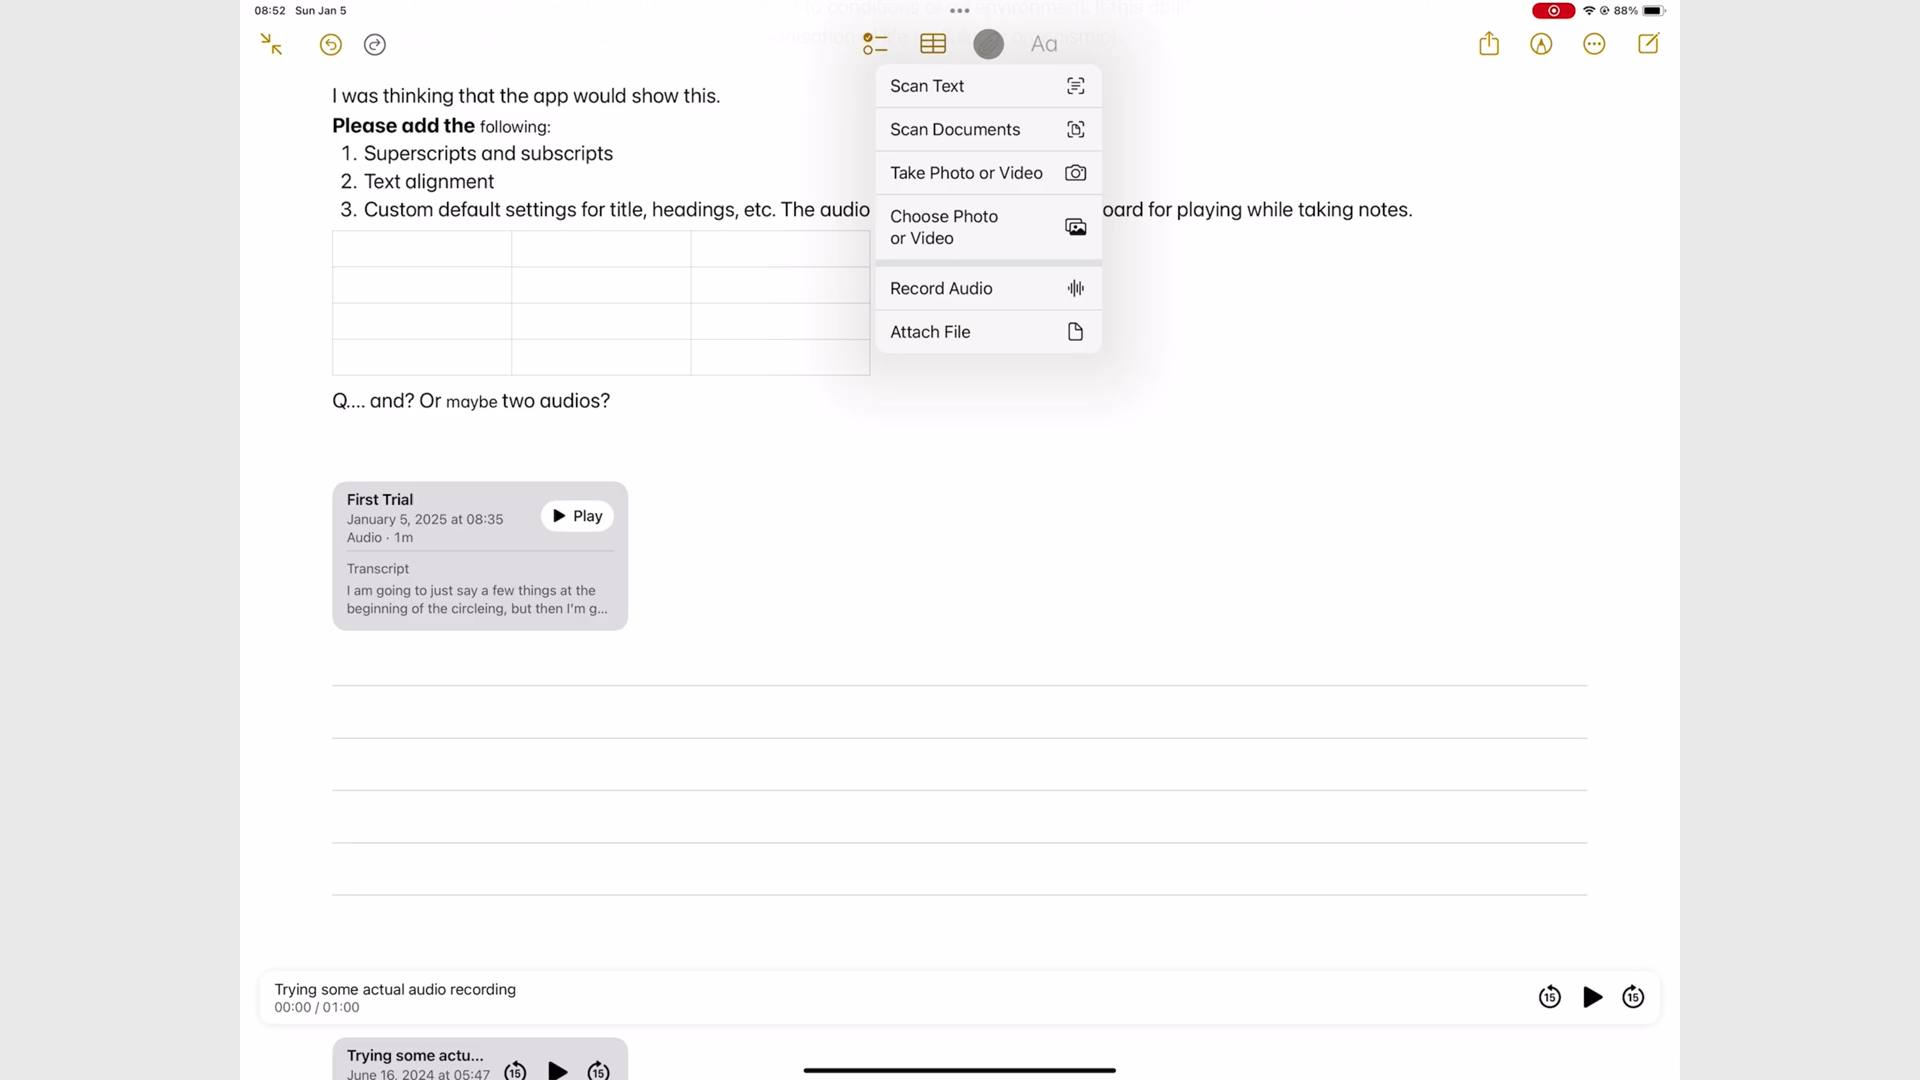 08:52 Sun Jan 5
88%
Aa
I was thinking that the app would show this.
Please add the following:
1. Superscripts and subscripts
2. Text alignment
3. Custom default settings for title, headings, etc. The audio
oard for playing while taking notes.
Scan Text
Scan Documents
Take Photo or Video
Choose Photo
or Video
Record Audio
Attach File
Q.... and? Or maybe two audios?
First Trial
January 5, 2025 at 08:35
Audio · 1m
Play
Transcript
I am going to just say a few things at the
beginning of the circleing, but then I'm g...
Trying some actual audio recording
00:00 / 01:00
15
15
Trying some actu...
June 16, 2024 at 05:47
15
15